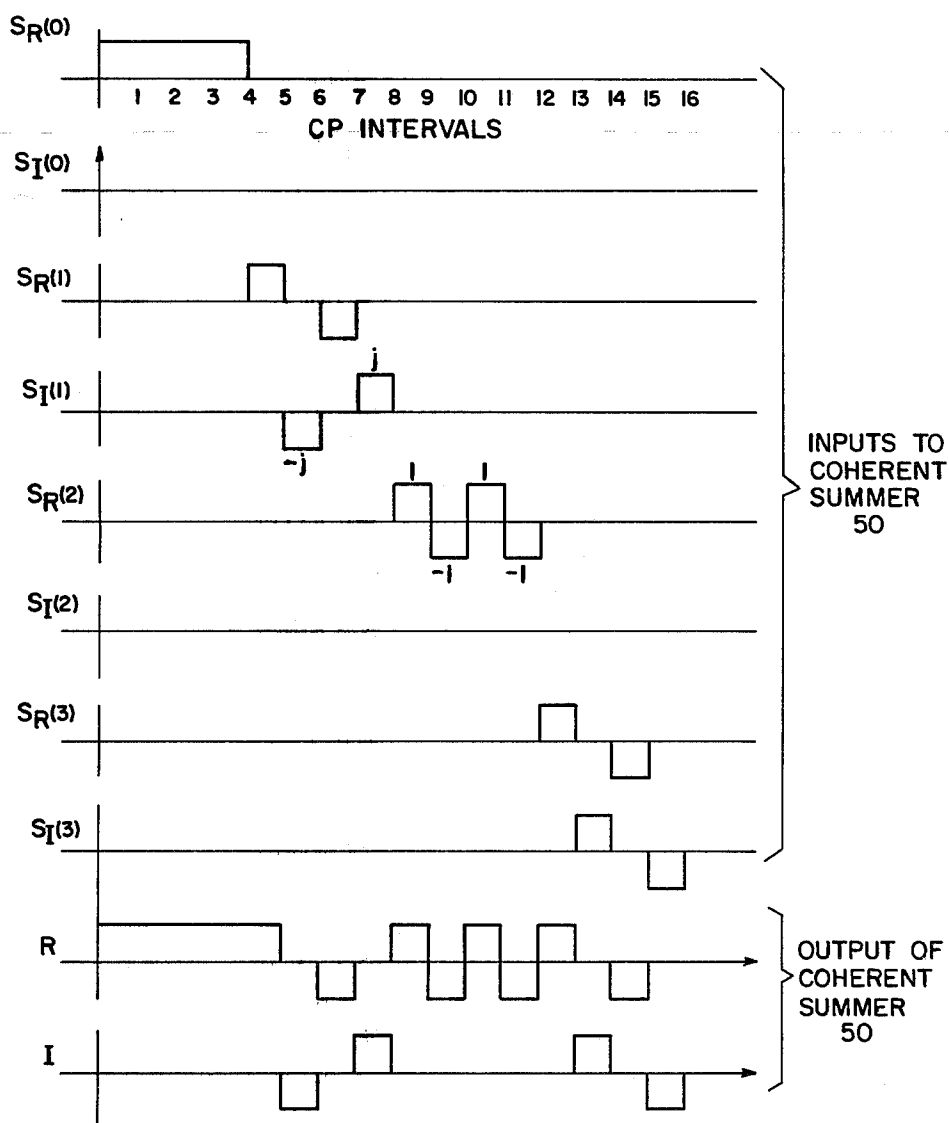 SR(0)
1 2 3 4 5 6 7 8 9 10 11 12 13 14 15 16
CP INTERVALS
SI(0)
SR(1)
j
SI(1)
-j
INPUTS TO
COHERENT
SUMMER
50
1 1
SR(2)
-1 -1
SI(2)
SR(3)
SI(3)
R
OUTPUT OF
COHERENT
SUMMER
50
I